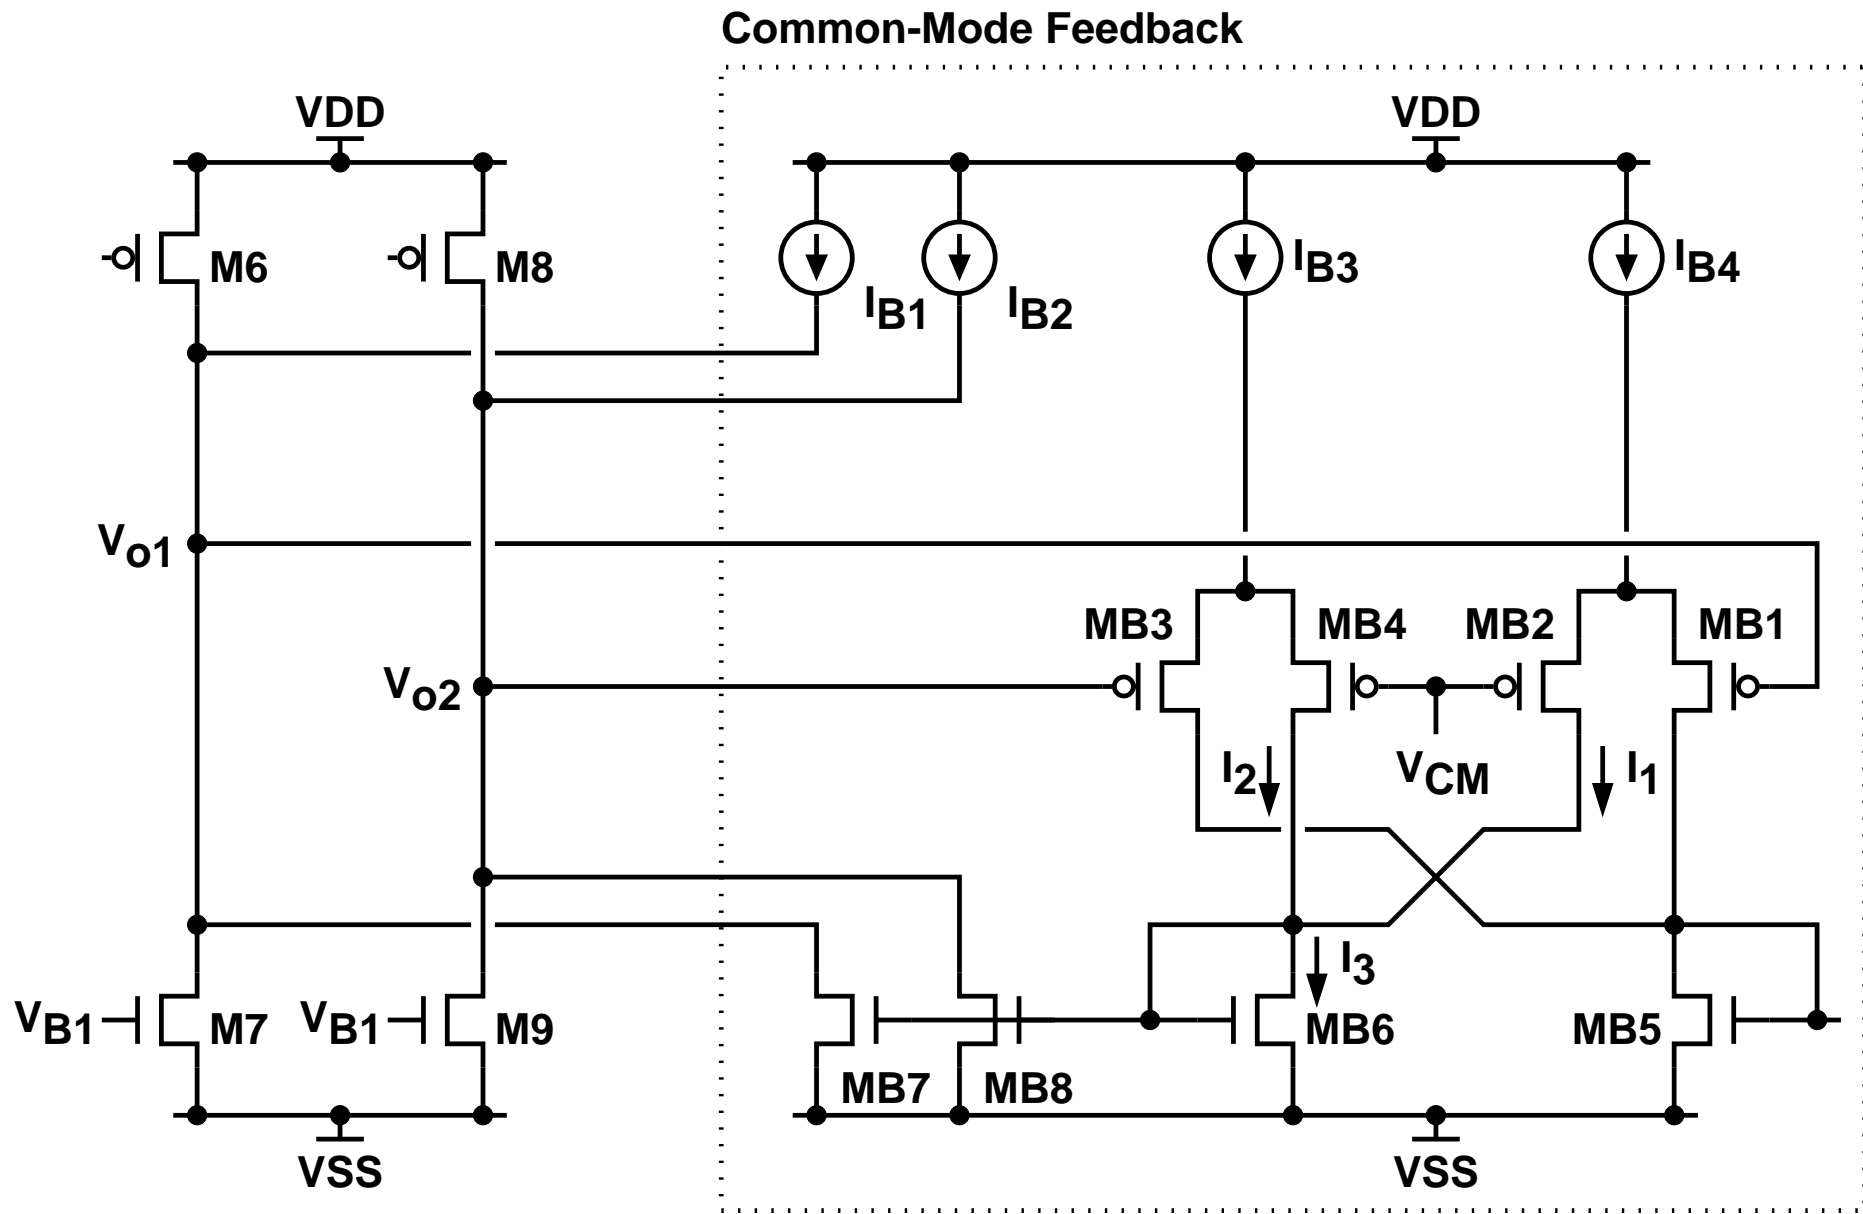 Common-Mode Feedback
VDD
VDD
M6
M8
IB1
IB2
IB3
IB4
Vo1
MB3
MB4
MB2
MB1
Vo2
I2
VCM
I1
I3
VB1
M7
VB1
M9
MB6
MB5
MB7
MB8
VSS
VSS